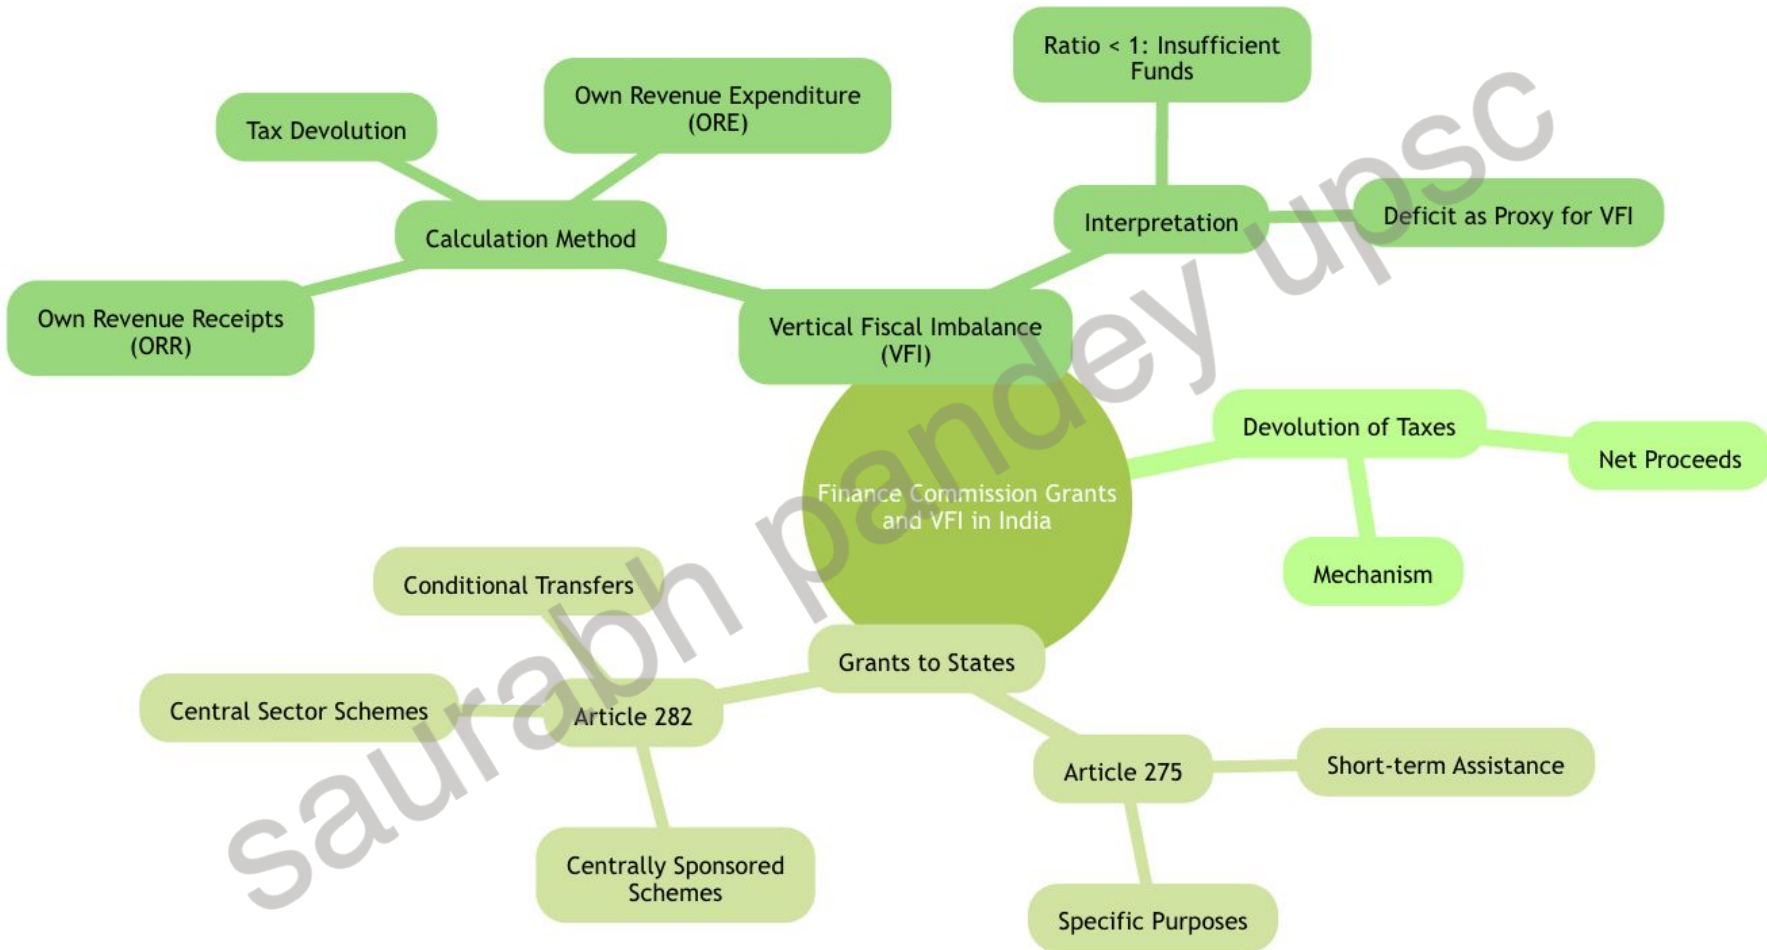 Ratio < 1: Insufficient
Funds
Own Revenue Expenditure
(ORE)
Tax Devolution
Deficit as Proxy for VFI
Interpretation
Calculation Method
Own Revenue Receipts
(ORR)
Vertical Fiscal Imbalance
(VFI)
Devolution of Taxes
Net Proceeds
Finance Commission Grants
and VFI in India
Mechanism
Conditional Transfers
Grants to States
Central Sector Schemes
Article 282
Article 275
Short-term Assistance
Centrally Sponsored
Schemes
Specific Purposes
saurabh pandey upsc